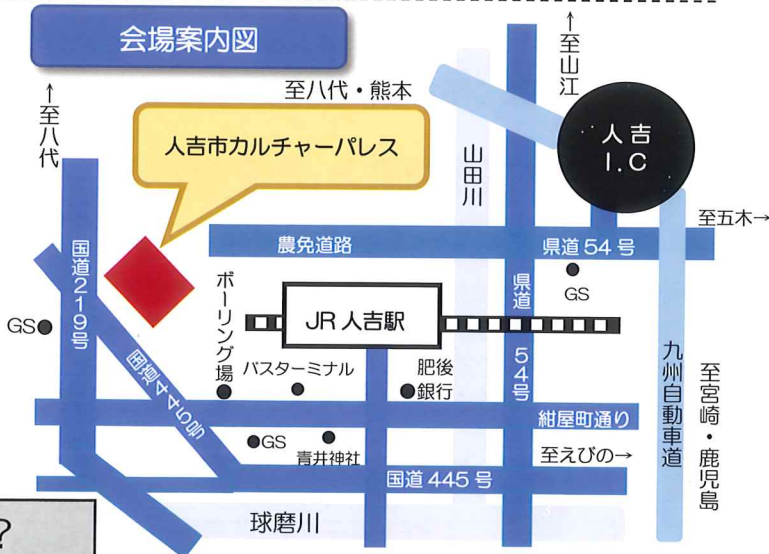 会場案内図
↑至山江
↑至八代
至八代・熊本
人吉市カルチャーパレス
山田川
人吉
I.C
至五木→
農免道路
県道54号
国道219号
ボーリング場
JR人吉駅
県道54号
GS
GS
国道445号
バスターミナル
肥後
銀行
九州自動車道
至宮崎・鹿児島
紺屋町通り
GS
青井神社
至えびの→
国道445号
球磨川
?